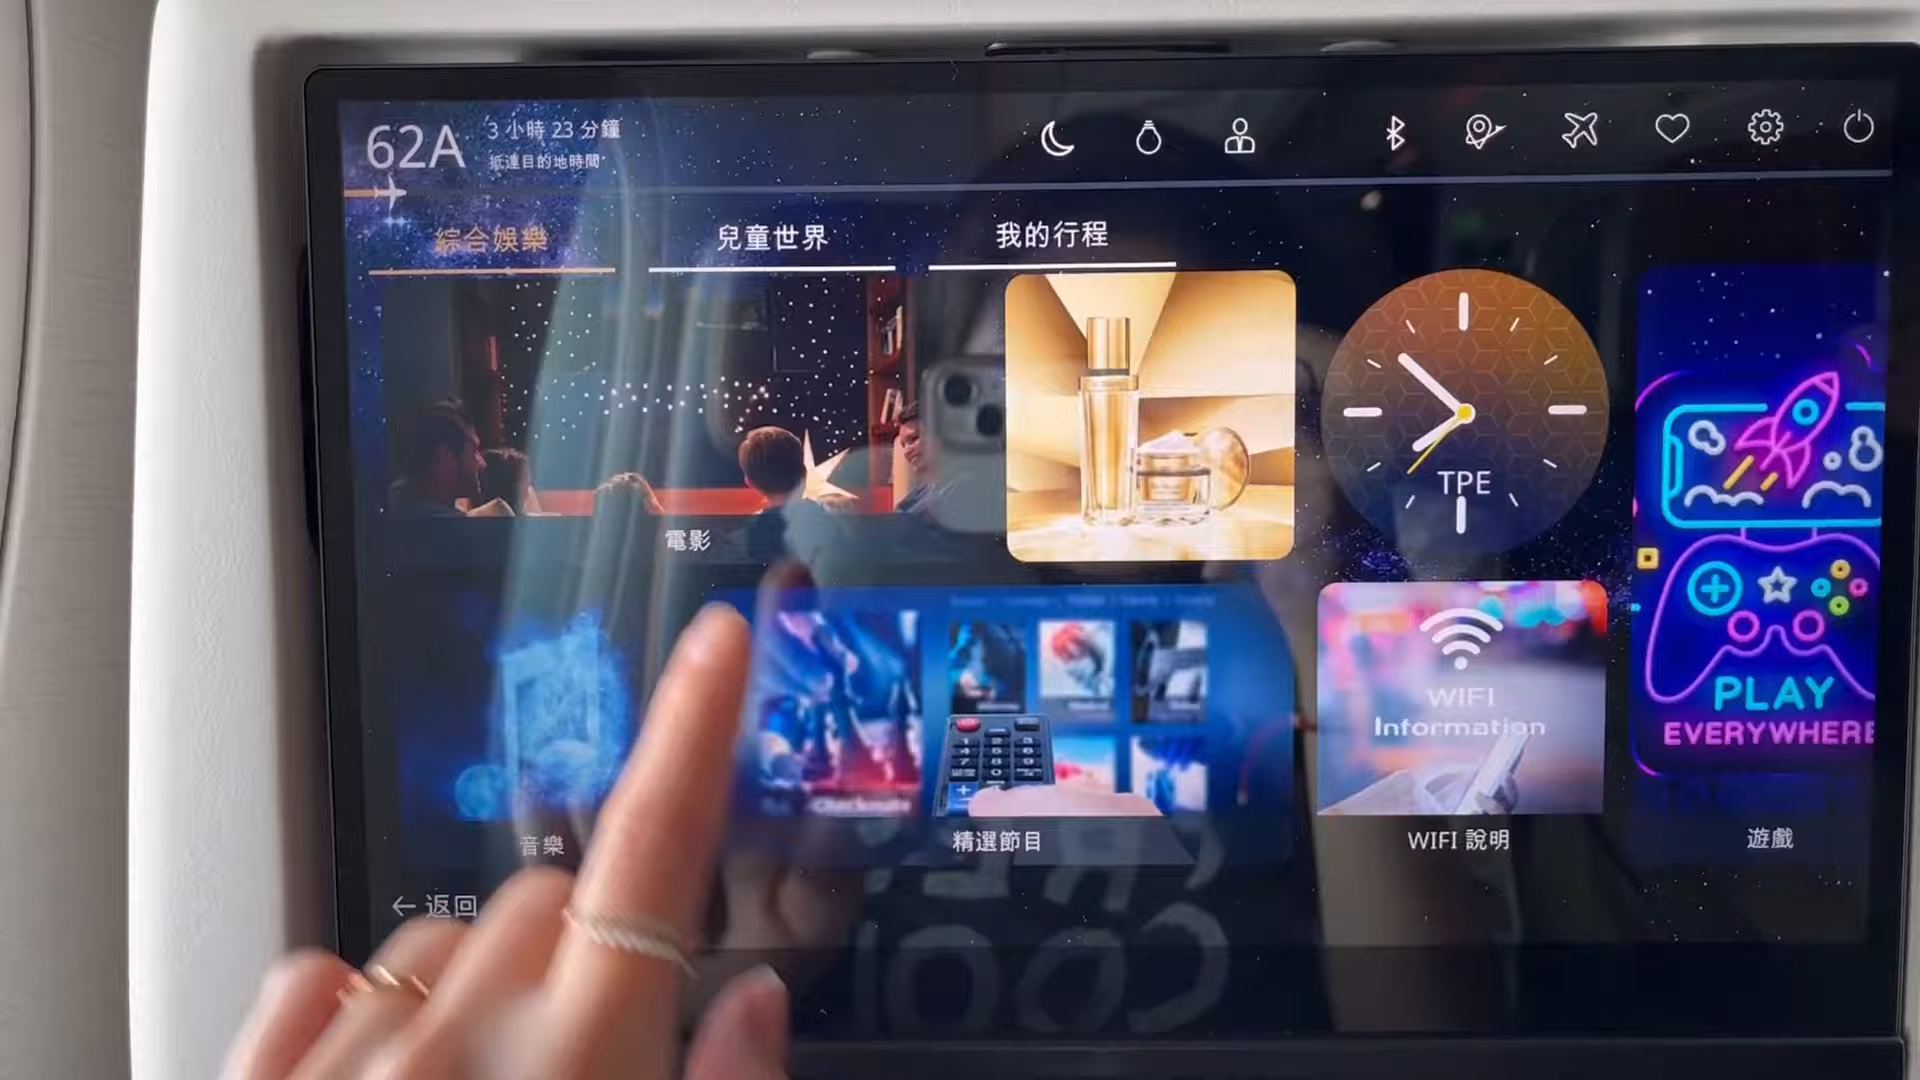 62A
3 小時 23 分鐘
抵達目的地時間
綜合娛樂
兒童世界
我的行程
TPE
電影
WIFI
Information
PLAY
EVERYWHERE
Checkmate
音樂
精選節目
WIFI 說明
遊戲
← 返回